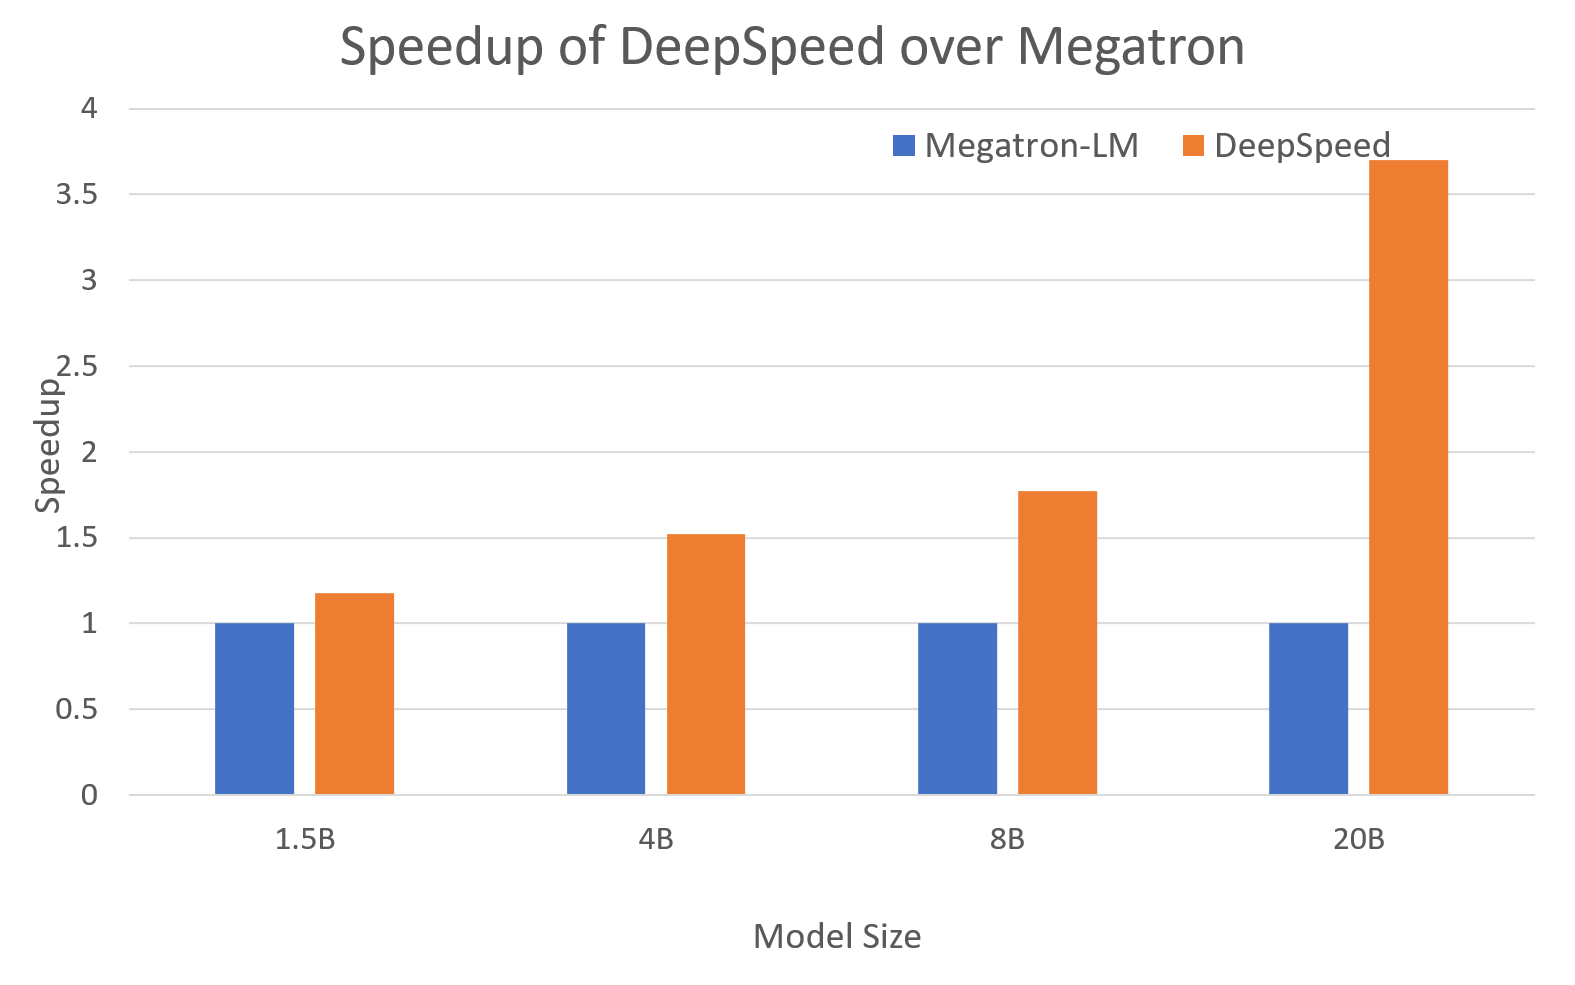 Speedup of DeepSpeed over Megatron
Megatron-LM DeepSpeed
4
3.5
3
2.5
2
1.5
1
0.5
0
Speedup
1.5B 4B 8B 20B
Model Size